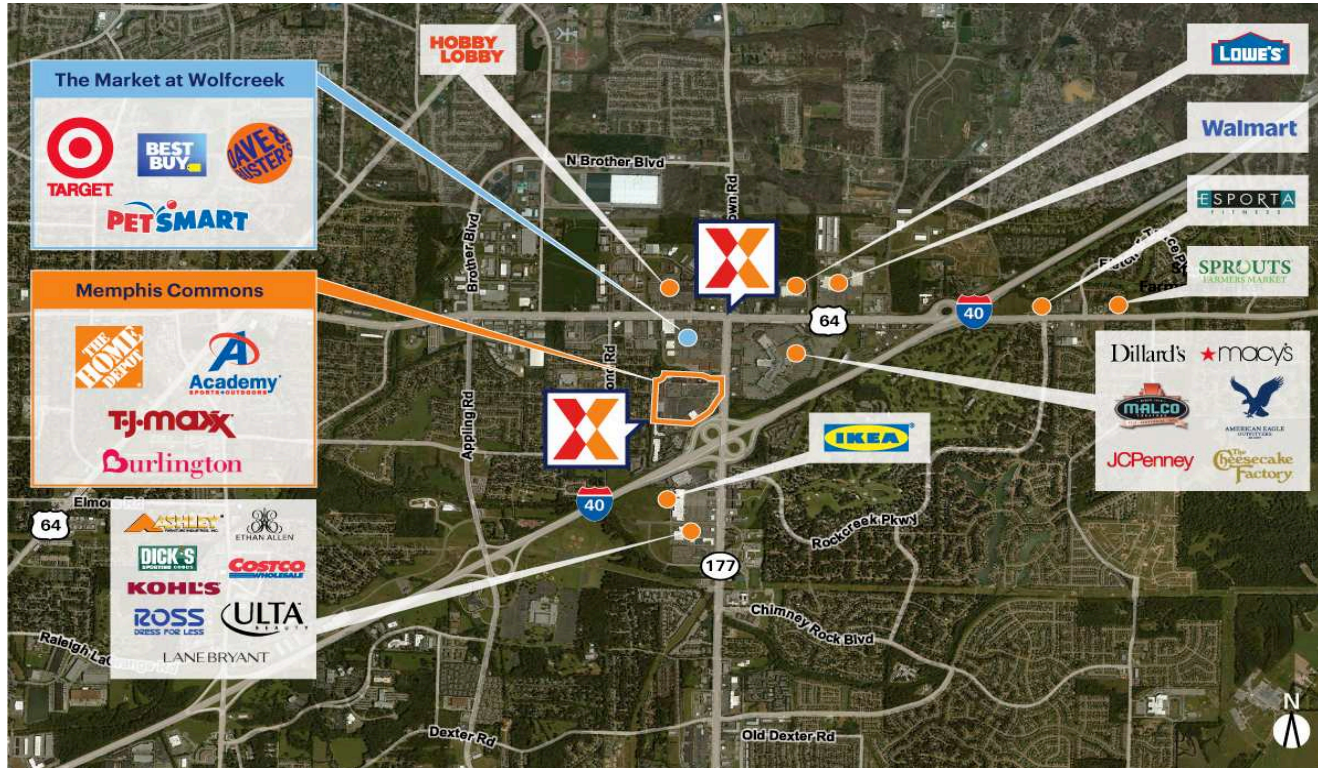 HOBBY
LOBBY
LOWE'S
The Market at Wolfcreek
TARGET
BEST
BUY
DAVE &
BUSTER'S
PETSMART
Walmart
N Brother Blvd
ESPORTA
FITNESS
Brother Blvd
own Rd
SPROUTS
FARMERS MARKET
Memphis Commons
THE
HOME
DEPOT
Academy
SPORTS+OUTDOORS
T·J·maxx
Burlington
64
40
Dillard's
macy's
MALCO
AMERICAN EAGLE
OUTFITTERS
JCPenney
The
Cheesecake
Factory
Appling Rd
IKEA
40
64
ASHLEY
ETHAN ALLEN
DICK'S
SPORTING GOODS
COSTCO
WHOLESALE
KOHL'S
ROSS
DRESS FOR LESS
ULTA
BEAUTY
LANE BRYANT
Rockcreek Pkwy
177
Chimney Rock Blvd
Dexter Rd
Old Dexter Rd
N